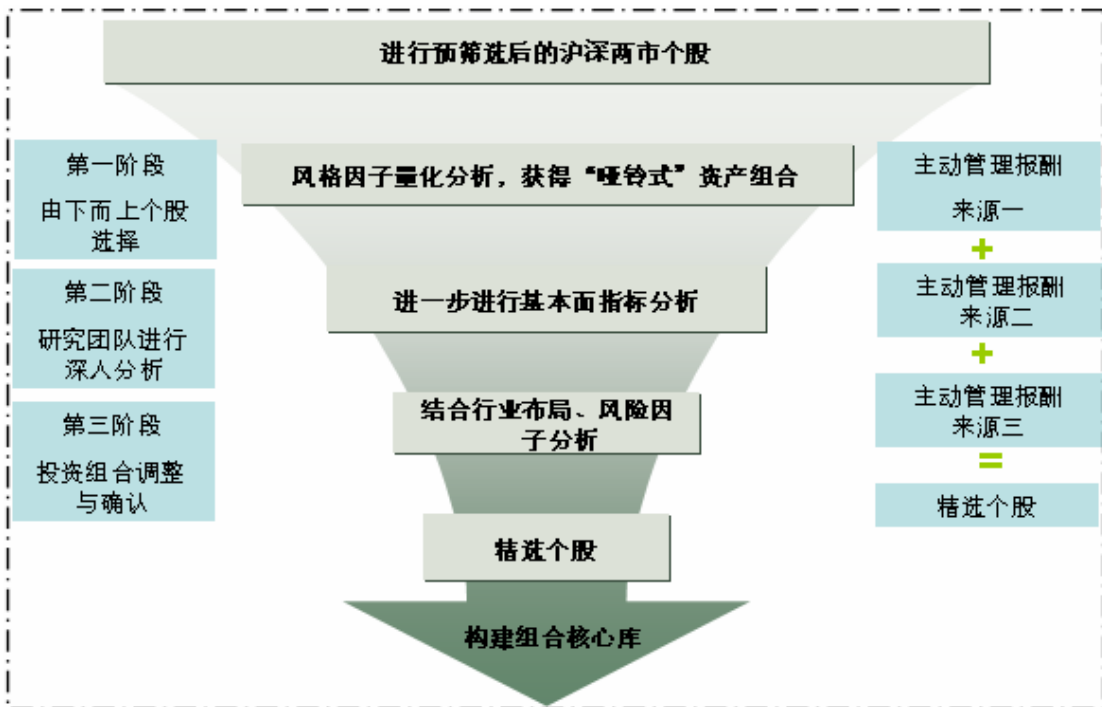 进行预筛选后的沪深两市个股
第一阶段
由下而上个股
选择
风格因子量化分析，获得“哑铃式”资产组合
主动管理报酬
来源一
+
第二阶段
研究团队进行
深入分析
进一步进行基本面指标分析
主动管理报酬
来源二
+
第三阶段
投资组合调整
与确认
结合行业布局、风险因
子分析
主动管理报酬
来源三
=
精选个股
精选个股
构建组合核心库